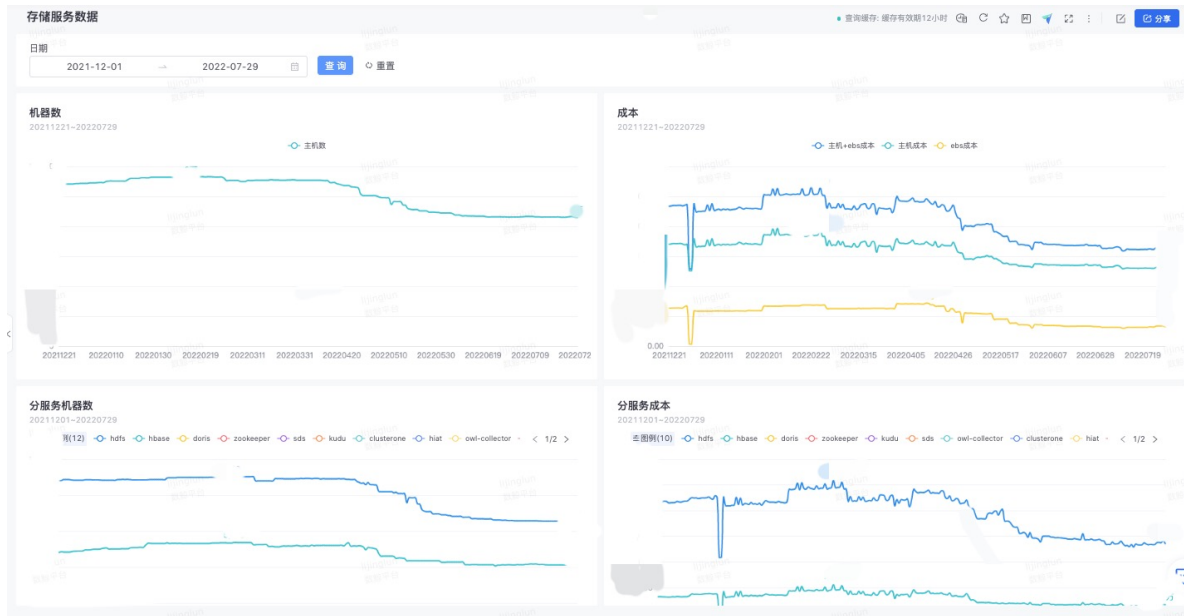 存储服务数据
查询缓存: 缓存有效期12小时
分享
日期
2021-12-01 → 2022-07-29
查询
重置
机器数
20211221~20220729
主机数
20211221 20220110 20220130 20220219 20220311 20220331 20220420 20220510 20220530 20220619 20220709 2022072
成本
20211221~20220729
主机+ebs成本 主机成本 ebs成本
0.00
20211221 20220111 20220201 20220222 20220315 20220405 20220426 20220517 20220607 20220628 20220719
分服务机器数
20211201~20220729
例(12) hdfs hbase doris zookeeper sds kudu clusterone hiat owl-collector < 1/2 >
分服务成本
20211201~20220729
图例(10) hdfs hbase doris zookeeper kudu sds owl-collector clusterone hiat < 1/2 >